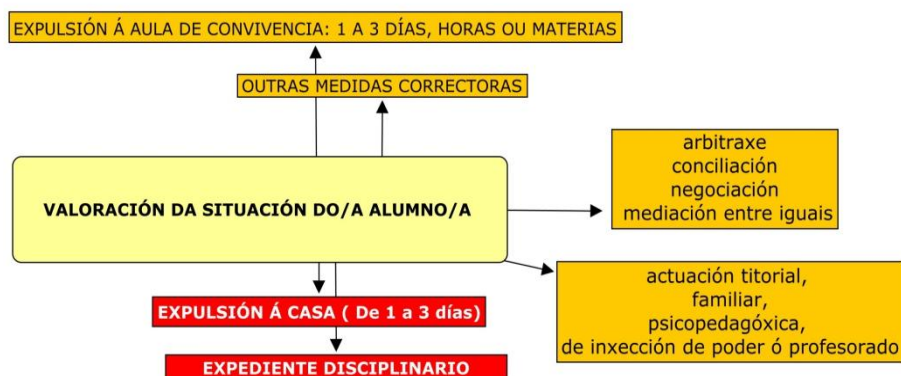 EXPULSIÓN Á AULA DE CONVIVENCIA: 1 A 3 DÍAS, HORAS OU MATERIAS
OUTRAS MEDIDAS CORRECTORAS
VALORACIÓN DA SITUACIÓN DO/A ALUMNO/A
arbitraxe
conciliación
negociación
mediación entre iguais
actuación titorial,
familiar,
psicopedagóxica,
de inxección de poder ó profesorado
EXPULSIÓN Á CASA ( De 1 a 3 días)
EXPEDIENTE DISCIPLINARIO